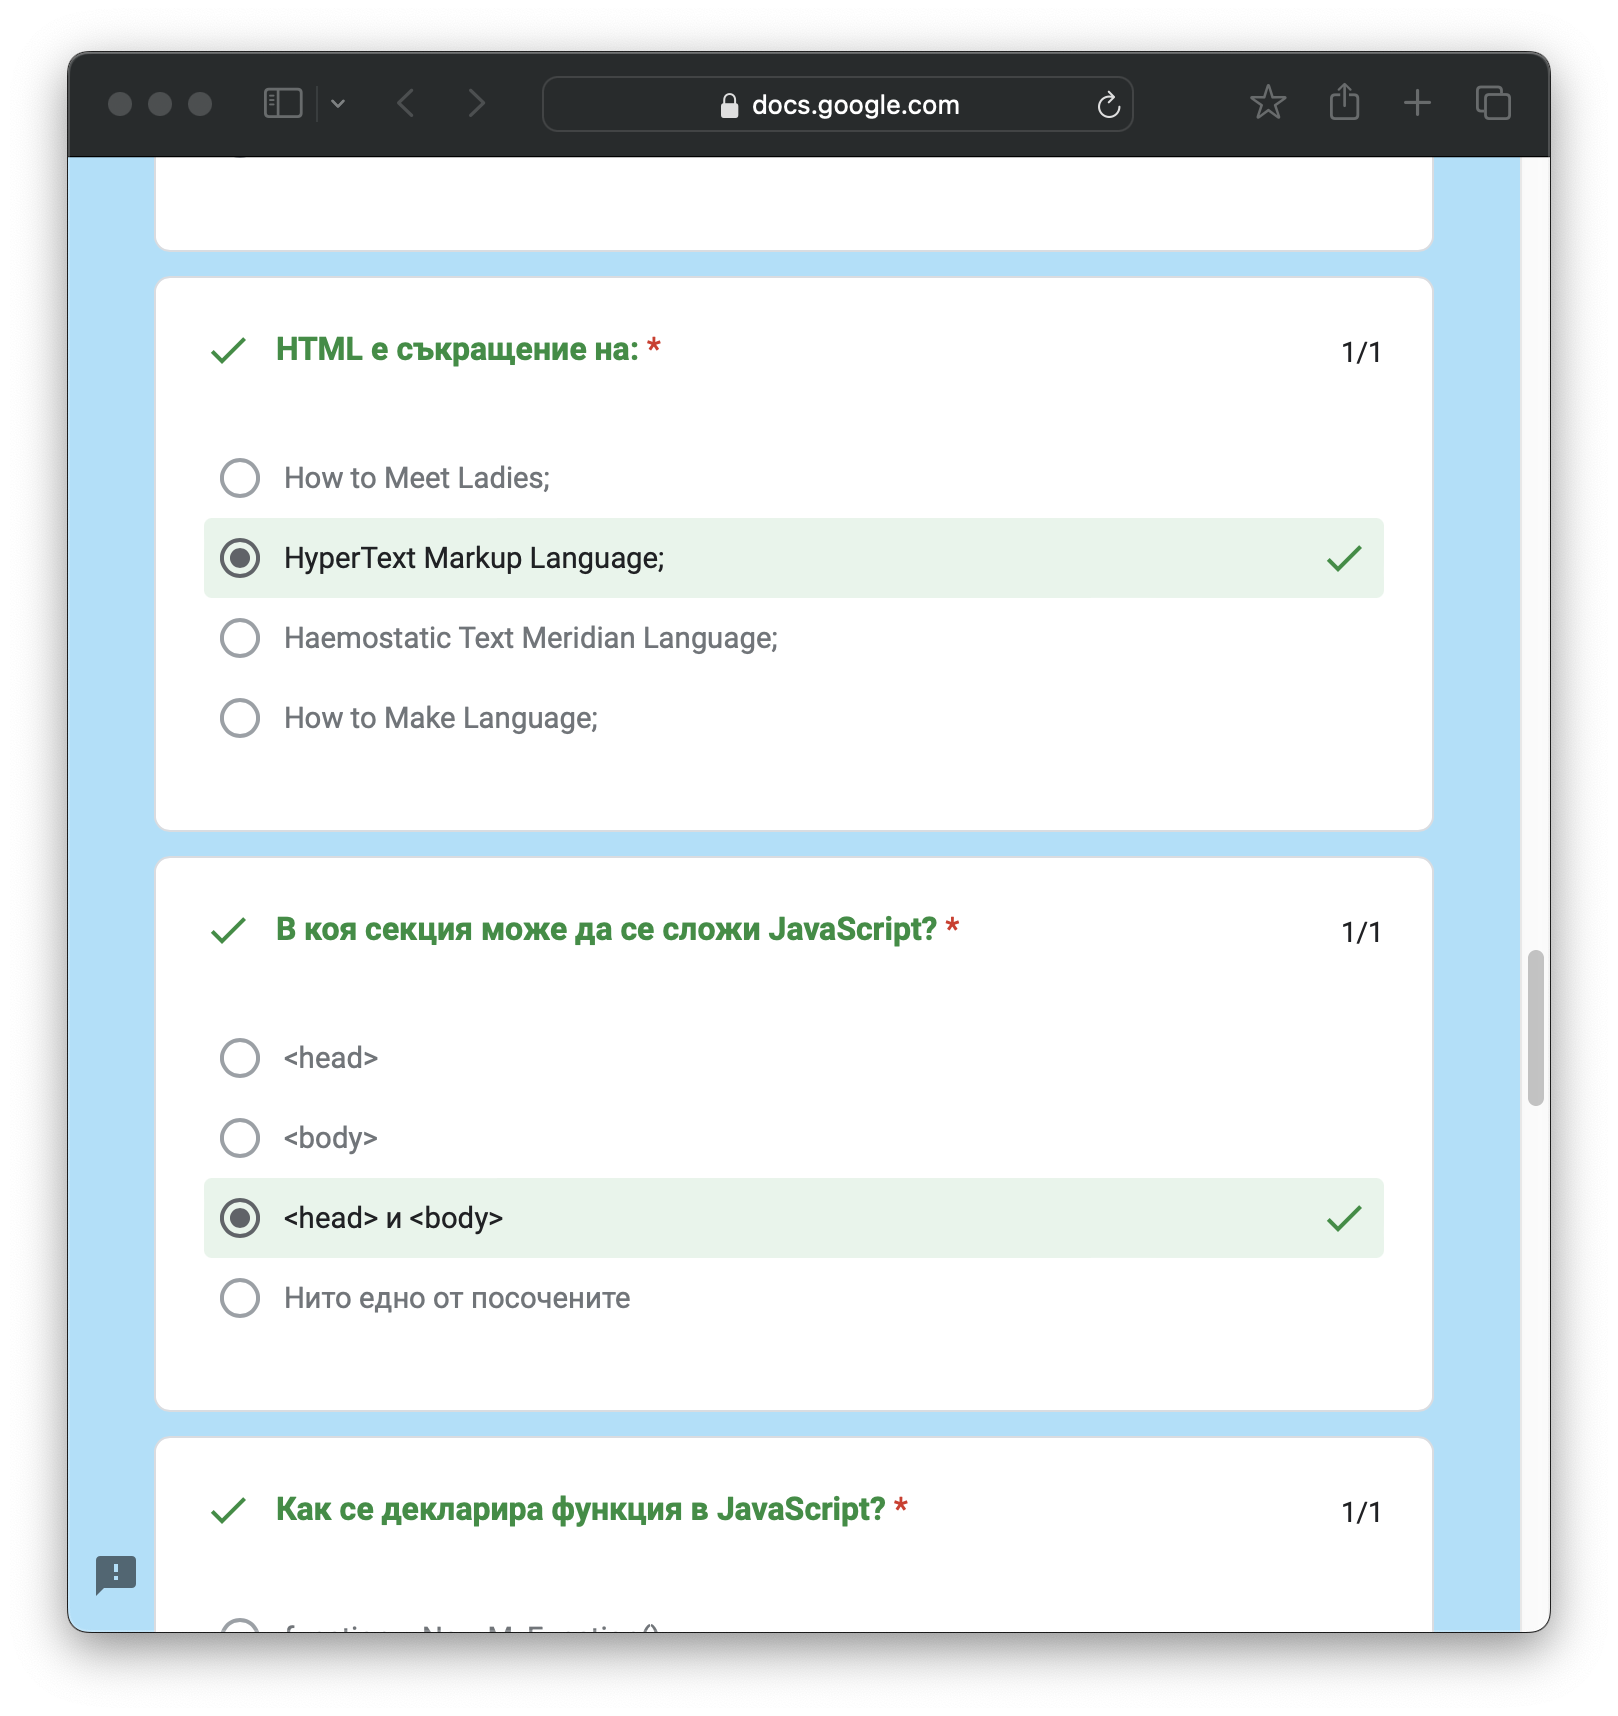 docs.google.com
HTML е съкращение на: *
1/1
How to Meet Ladies;
HyperText Markup Language;
Haemostatic Text Meridian Language;
How to Make Language;
В коя секция може да се сложи JavaScript? *
1/1
<head>
<body>
<head> и <body>
Нито едно от посочените
Как се декларира функция в JavaScript? *
1/1